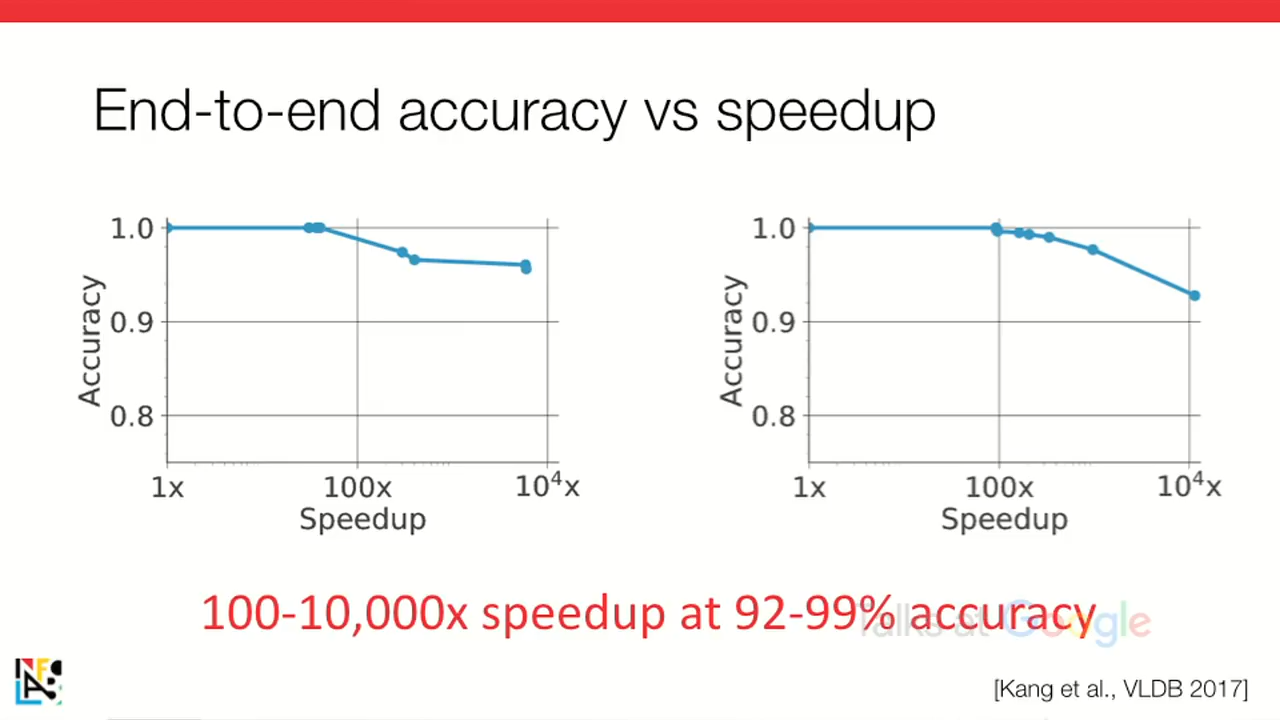 End-to-end accuracy vs speedup
1.0
0.9
0.8
Accuracy
1x
100x
10⁴x
Speedup
1.0
0.9
0.8
Accuracy
1x
100x
10⁴x
Speedup
100-10,000x speedup at 92-99% accuracy
Talks at Google
[Kang et al., VLDB 2017]